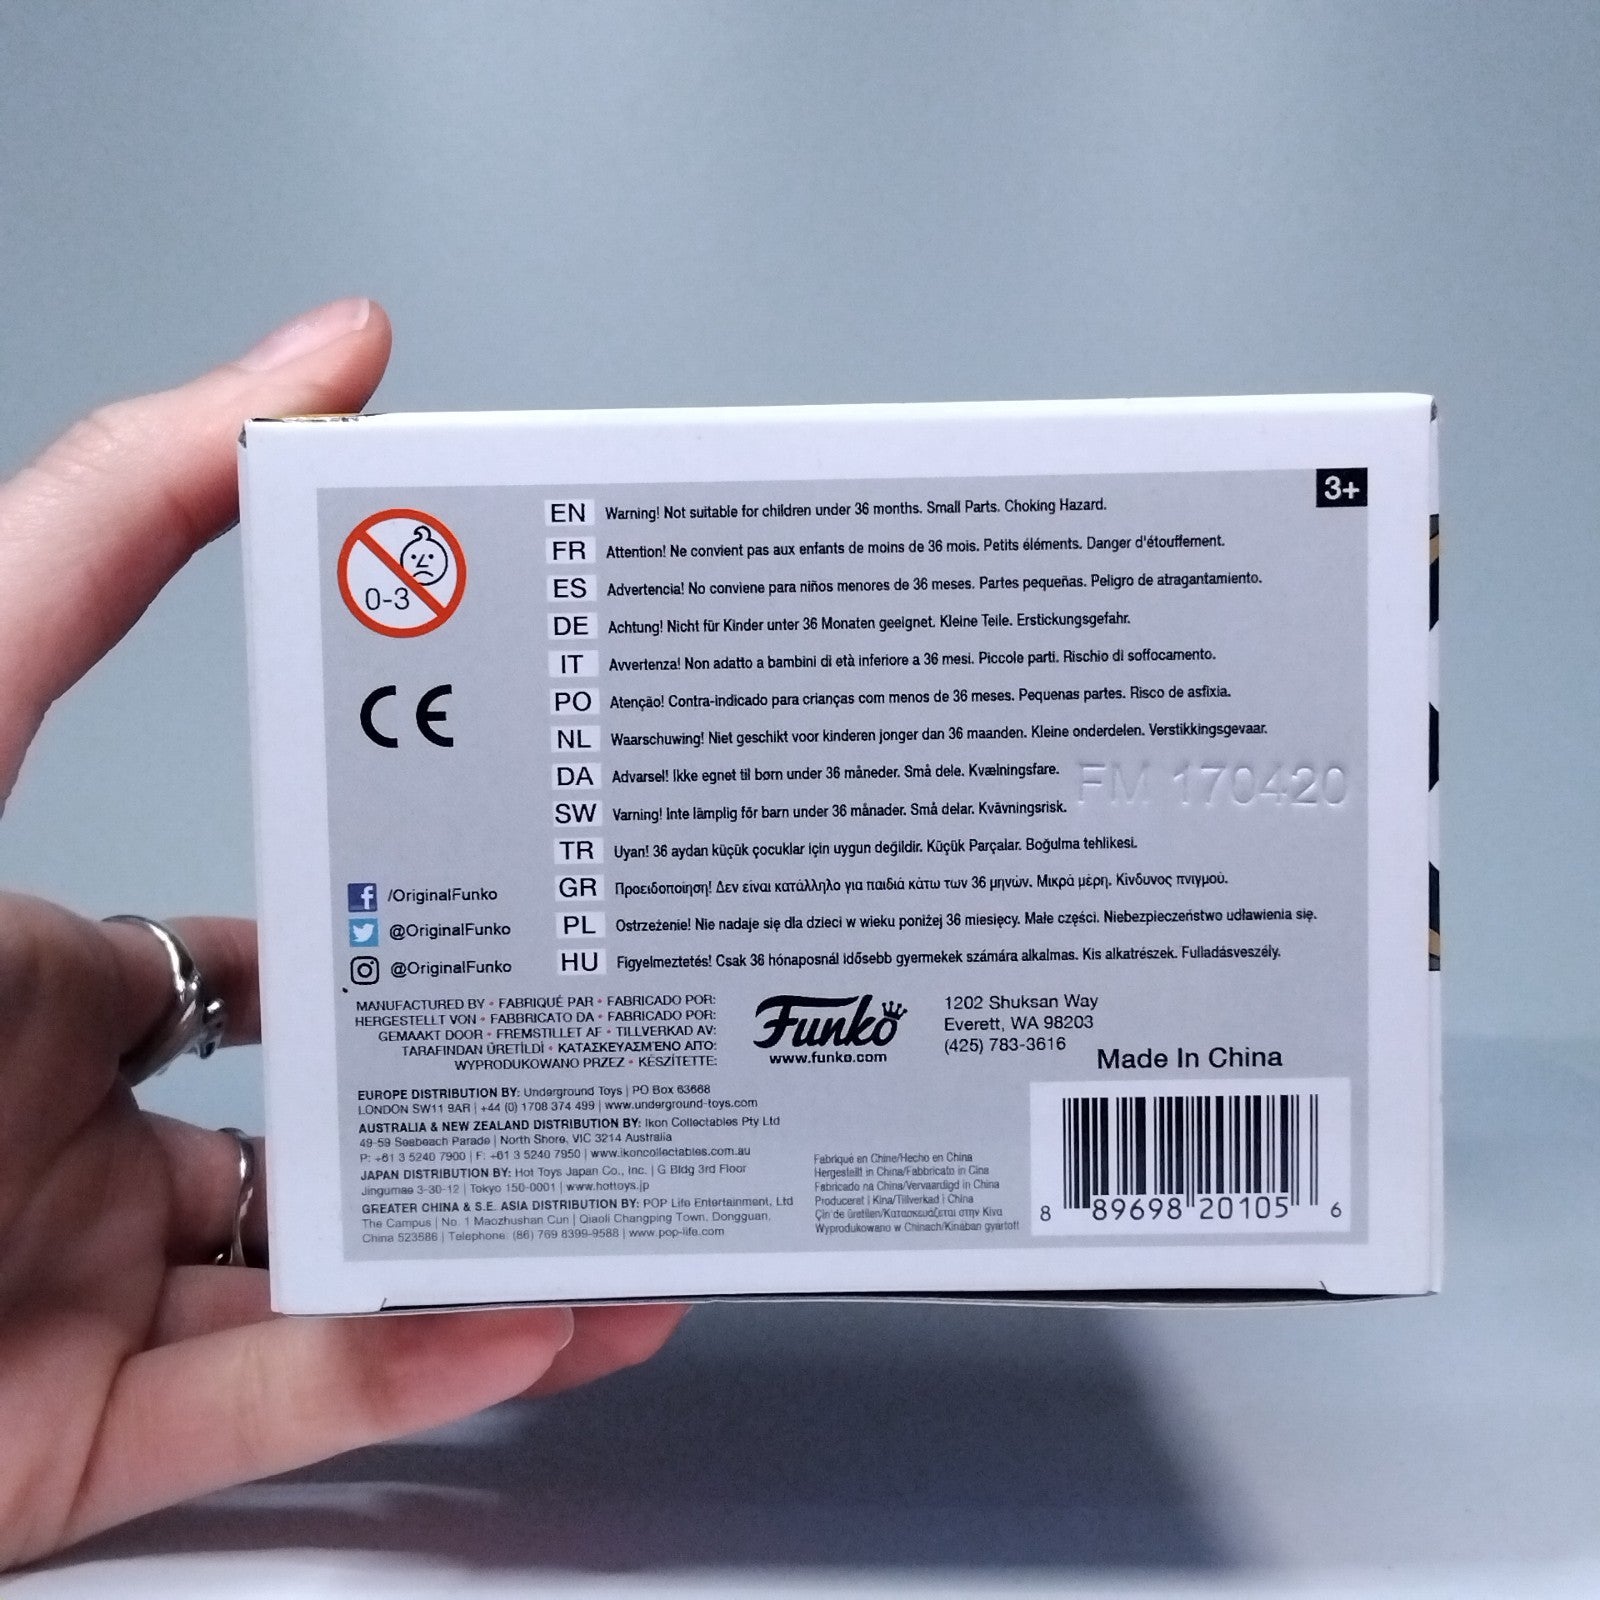 3+
0-3
CE
EN Warning! Not suitable for children under 36 months. Small Parts. Choking Hazard.
FR Attention! Ne convient pas aux enfants de moins de 36 mois. Petits éléments. Danger d'étouffement.
ES Advertencia! No conviene para niños menores de 36 meses. Partes pequeñas. Peligro de atragantamiento.
DE Achtung! Nicht für Kinder unter 36 Monaten geeignet. Kleine Teile. Erstickungsgefahr.
IT Avvertenza! Non adatto a bambini di età inferiore a 36 mesi. Piccole parti. Rischio di soffocamento.
PO Atenção! Contra-indicado para crianças com menos de 36 meses. Pequenas partes. Risco de asfixia.
NL Waarschuwing! Niet geschikt voor kinderen jonger dan 36 maanden. Kleine onderdelen. Verstikkingsgevaar.
DA Advarsel! Ikke egnet til børn under 36 måneder. Små dele. Kvælningsfare.
FM 170420
SW Varning! Inte lämplig för barn under 36 månader. Små delar. Kvävningsrisk.
TR Uyan! 36 aydan küçük çocuklar için uygun değildir. Küçük Parçalar. Boğulma tehlikesi.
GR Προειδοποίηση! Δεν είναι κατάλληλο για παιδιά κάτω των 36 μηνών. Μικρά μέρη. Κίνδυνος πνιγμού.
PL Ostrzeżenie! Nie nadaje się dla dzieci w wieku poniżej 36 miesięcy. Małe części. Niebezpieczeństwo udławienia się.
HU Figyelmeztetés! Csak 36 hónaposnál idősebb gyermekek számára alkalmas. Kis alkatrészek. Fulladásveszély.
/OriginalFunko
@OriginalFunko
@OriginalFunko
MANUFACTURED BY • FABRIQUÉ PAR • FABRICADO POR:
HERGESTELLT VON • FABBRICATO DA • FABRICADO POR:
GEMAAKT DOOR • FREMSTILLET AF • TILLVERKAD AV:
TARAFINDAN ÜRETİLDİ • ΚΑΤΑΣΚΕΥΑΣΜΈΝΟ ΑΠΌ:
WYPRODUKOWANO PRZEZ • KÉSZÍTETTE:
Funko
www.funko.com
1202 Shuksan Way
Everett, WA 98203
(425) 783-3616
Made In China
EUROPE DISTRIBUTION BY: Underground Toys | PO Box 63668
LONDON SW11 9AR | +44 (0) 1708 374 499 | www.underground-toys.com
AUSTRALIA & NEW ZEALAND DISTRIBUTION BY: Ikon Collectables Pty Ltd
49-59 Seabeach Parade | North Shore, VIC 3214 Australia
P: +61 3 5240 7900 | F: +61 3 5240 7950 | www.ikoncollectables.com.au
JAPAN DISTRIBUTION BY: Hot Toys Japan Co., Inc. | G Bldg 3rd Floor
Jingumae 3-30-12 | Tokyo 150-0001 | www.hottoys.jp
GREATER CHINA & S.E. ASIA DISTRIBUTION BY: POP Life Entertainment, Ltd
The Campus | No. 1 Maozhushan Cun | Qiaoli Changping Town, Dongguan,
China 523586 | Telephone: (86) 769 8399-9588 | www.pop-life.com
Fabriqué en Chine/Hecho en China
Hergestellt in China/Fabbricato in Cina
Fabricado na China/Vervaardigd in China
Produceret i Kina/Tillverkad i China
Çin de üretilen/Κατασκευάζεται στην Κίνα
Wyprodukowano w Chinach/Kínában gyártott
8 89698 20105 6